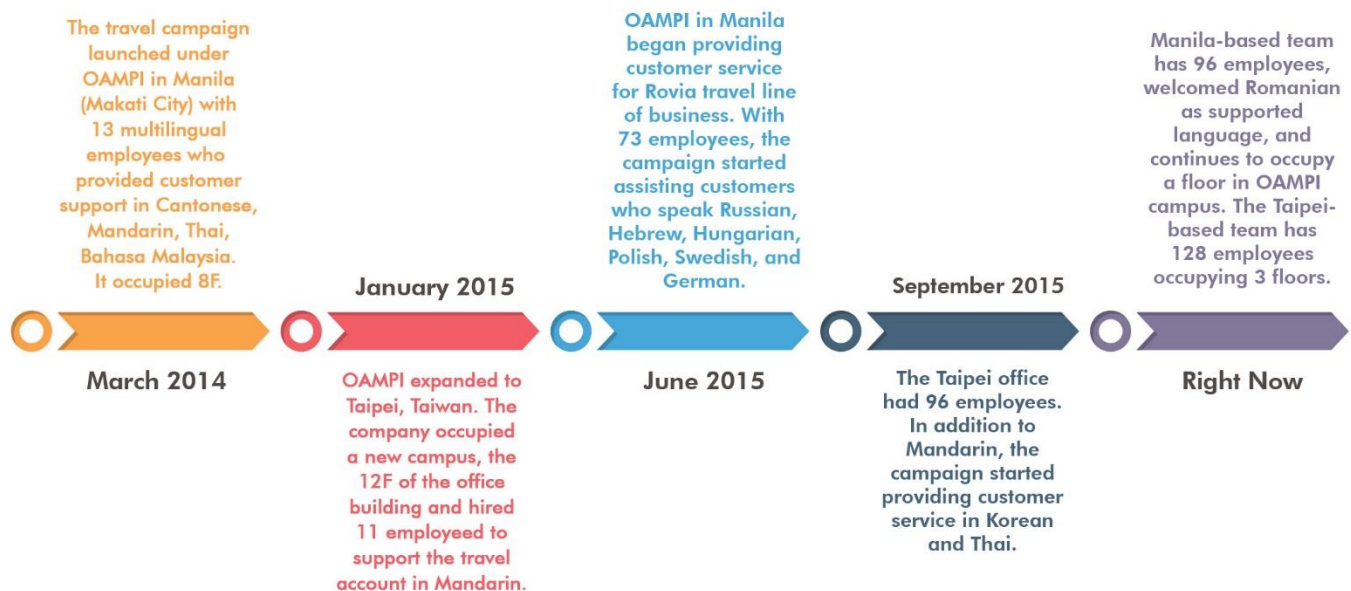 The travel campaign
launched under
OAMPI in Manila
(Makati City) with
13 multilingual
employees who
provided customer
support in Cantonese,
Mandarin, Thai,
Bahasa Malaysia.
It occupied 8F.
March 2014
January 2015
OAMPI expanded to
Taipei, Taiwan. The
company occupied
a new campus, the
12F of the office
building and hired
11 employeed to
support the travel
account in Mandarin.
OAMPI in Manila
began providing
customer service
for Rovia travel line
of business. With
73 employees, the
campaign started
assisting customers
who speak Russian,
Hebrew, Hungarian,
Polish, Swedish, and
German.
June 2015
September 2015
The Taipei office
had 96 employees.
In addition to
Mandarin, the
campaign started
providing customer
service in Korean
and Thai.
Manila-based team
has 96 employees,
welcomed Romanian
as supported
language, and
continues to occupy
a floor in OAMPI
campus. The Taipei-
based team has
128 employees
occupying 3 floors.
Right Now